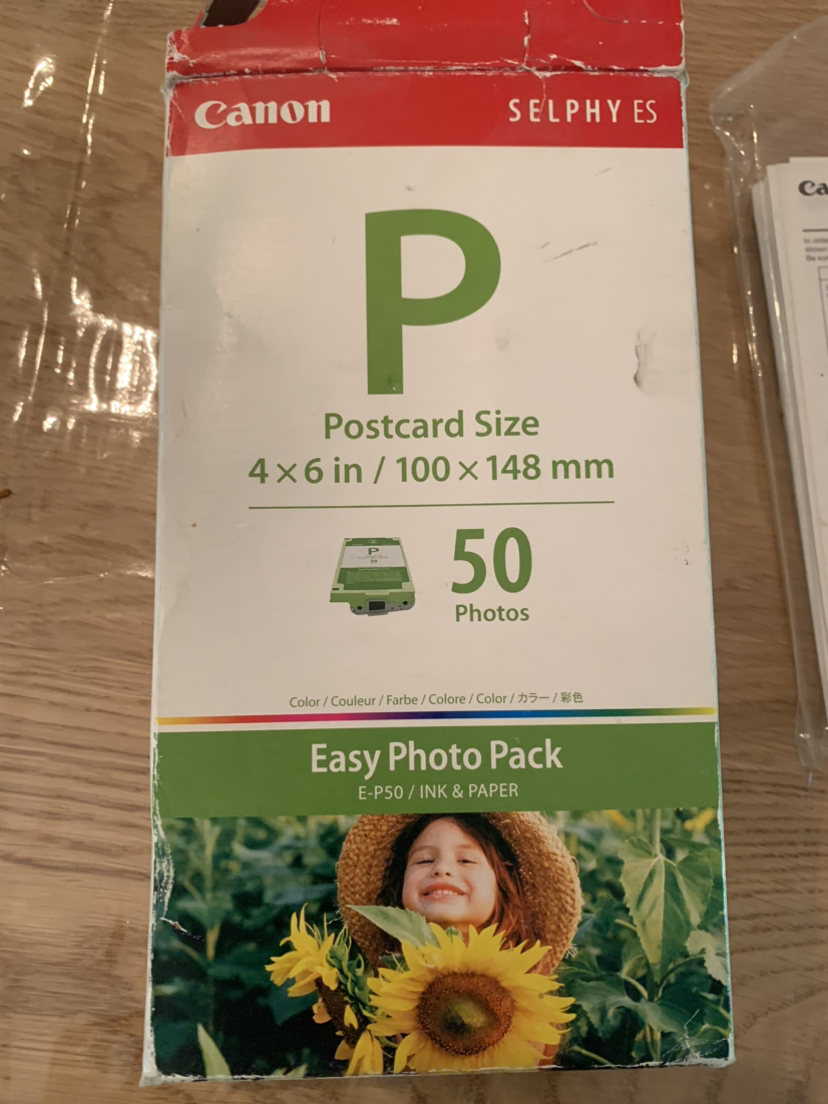 Canon
SELPHY ES
P
Postcard Size
4 × 6 in / 100 × 148 mm
P
50
50
Photos
Color / Couleur / Farbe / Colore / Color / カラー / 彩色
Easy Photo Pack
E-P50 / INK & PAPER